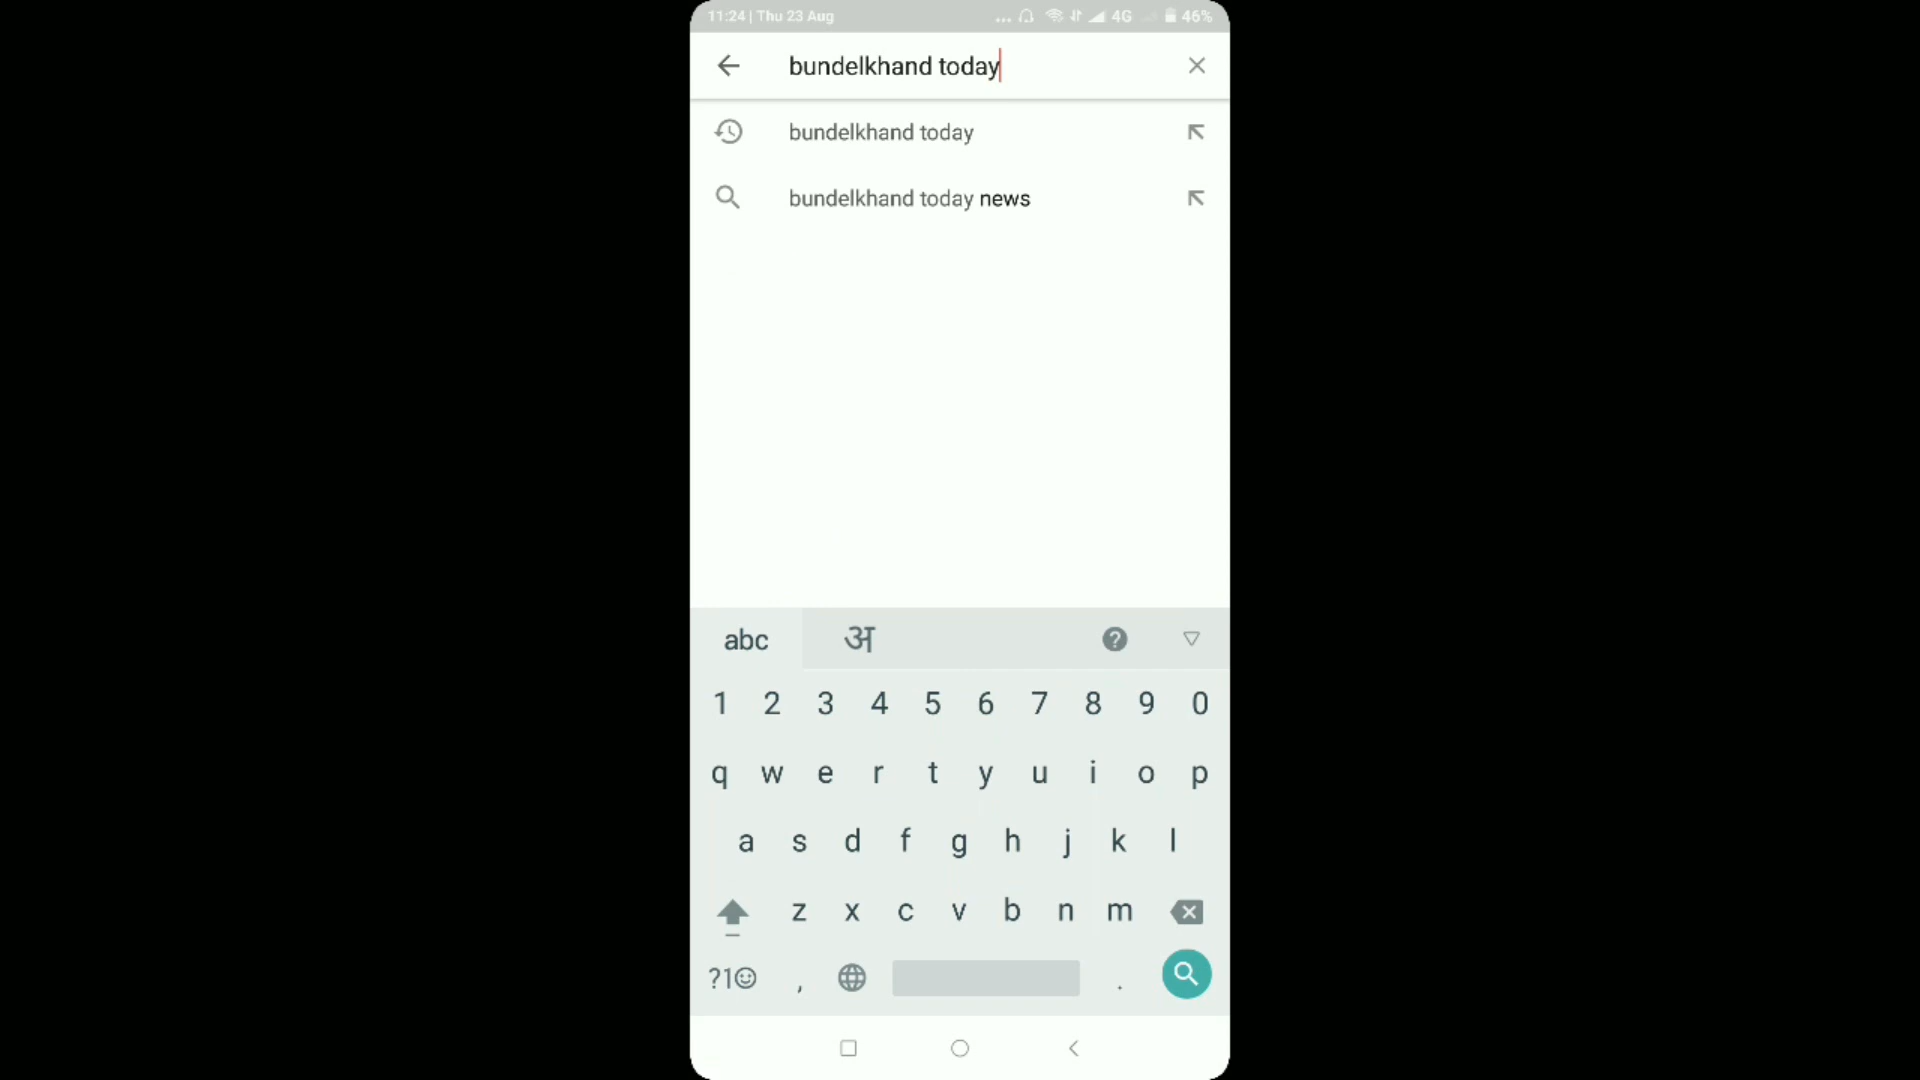 11:24 | Thu 23 Aug ... 4G 46%
bundelkhand today
bundelkhand today
bundelkhand today news
abc अ ?
1 2 3 4 5 6 7 8 9 0
q w e r t y u i o p
a s d f g h j k l
z x c v b n m
?1☺ , .